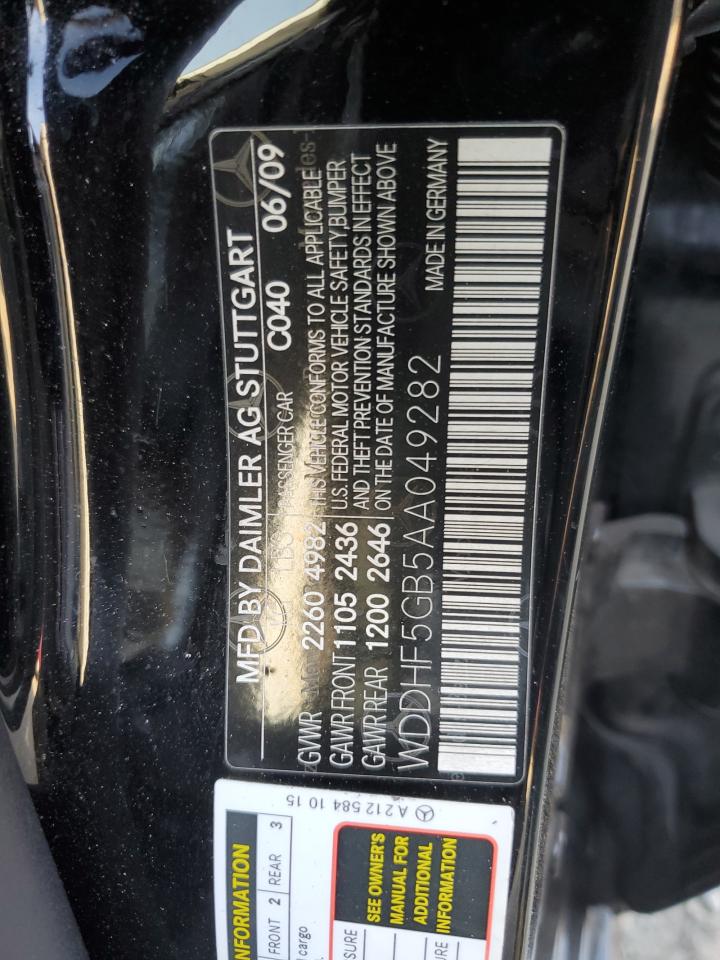 MFD BY DAIMLER AG STUTTGART
LBS PASSENGER CAR C040 06/09
GVWR 2260 4982 THIS VEHICLE CONFORMS TO ALL APPLICABLE
GAWR FRONT 1105 2436 U.S. FEDERAL MOTOR VEHICLE SAFETY, BUMPER
GAWR REAR 1200 2646 AND THEFT PREVENTION STANDARDS IN EFFECT
ON THE DATE OF MANUFACTURE SHOWN ABOVE
WDDHF5GB5AA049282 MADE IN GERMANY
A 212 584 10 15
INFORMATION
FRONT 2 REAR 3
cargo
SEE OWNER'S
MANUAL FOR
ADDITIONAL
INFORMATION